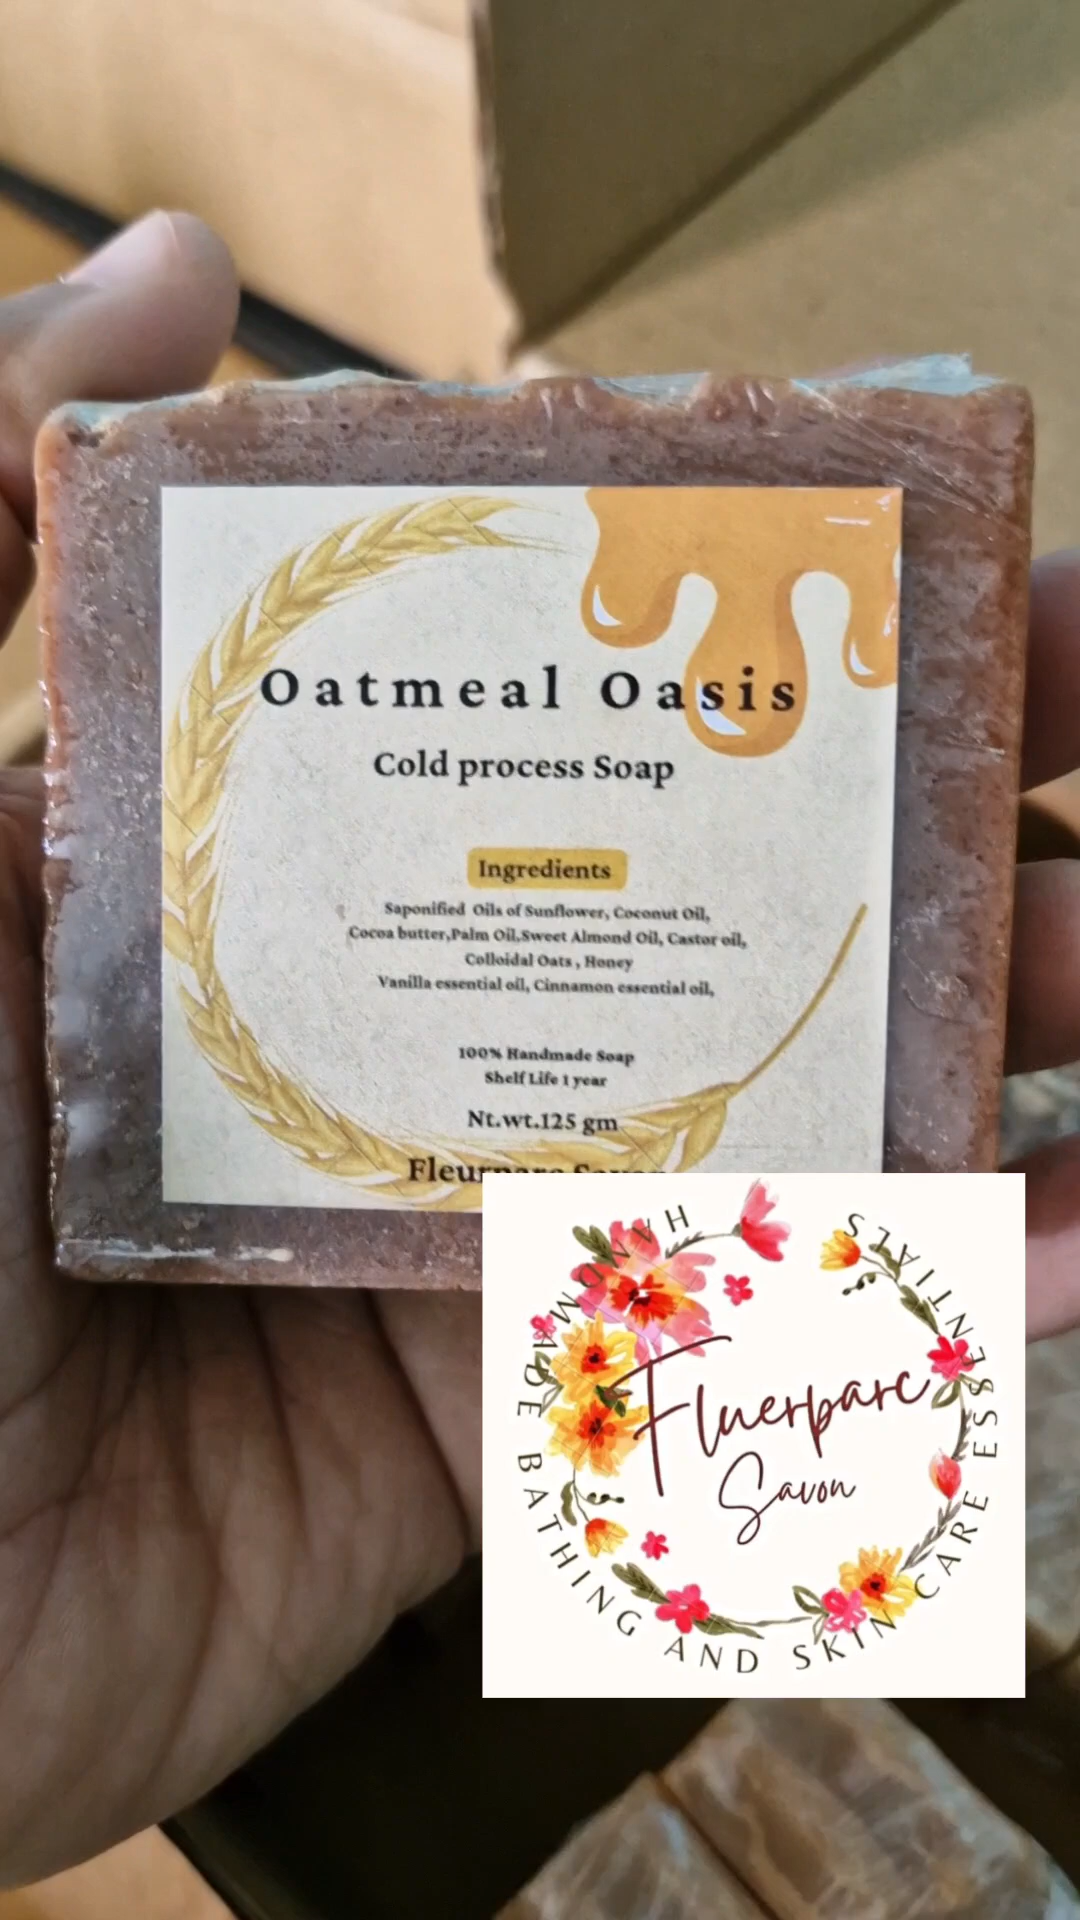 Oatmeal Oasis
Cold process Soap
Ingredients
Saponified Oils of Sunflower, Coconut Oil,
Cocoa butter,Palm Oil,Sweet Almond Oil, Castor oil,
Colloidal Oats , Honey
Vanilla essential oil, Cinnamon essential oil,
100% Handmade Soap
Shelf Life 1 year
Nt.wt.125 gm
Fleurparc Savon
HANDMADE BATHING AND SKIN CARE ESSENTIALS
Fluerparc
Savon